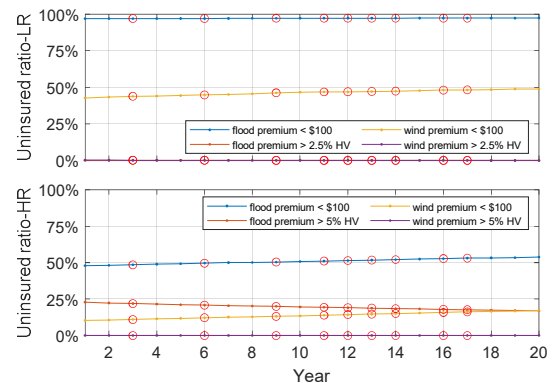 Uninsured ratio-LR
100%
75%
50%
25%
0%
flood premium < $100
wind premium < $100
flood premium > 2.5% HV
wind premium > 2.5% HV
Uninsured ratio-HR
100%
75%
50%
25%
0%
flood premium < $100
wind premium < $100
flood premium > 5% HV
wind premium > 5% HV
2 4 6 8 10 12 14 16 18 20
Year